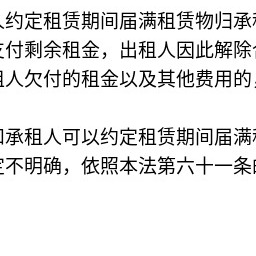 人约定租赁期间届满租赁物归承租
支付剩余租金，出租人因此解除合
租人欠付的租金以及其他费用的，
和承租人可以约定租赁期间届满租
定不明确，依照本法第六十一条的